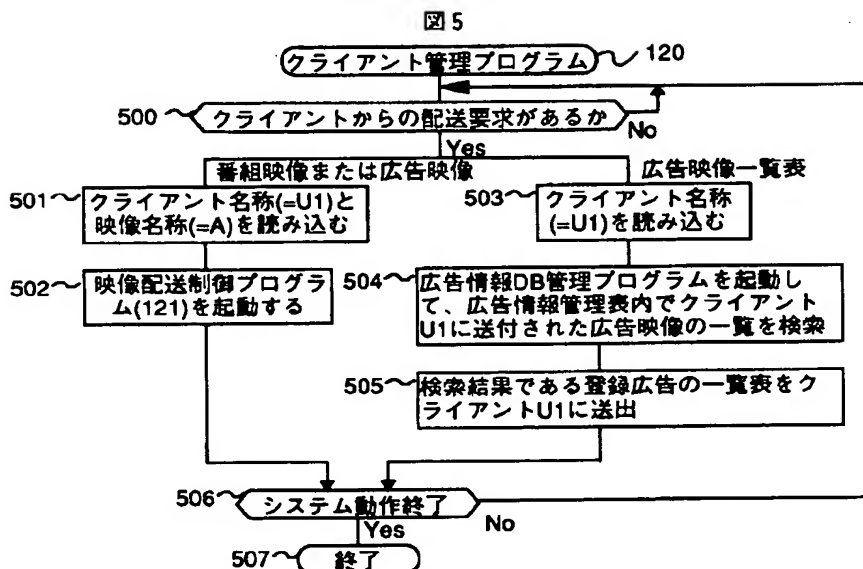 図5
クライアント管理プログラム
120
500
クライアントからの配送要求があるか
No
Yes
番組映像または広告映像
広告映像一覧表
501
クライアント名称(=U1)と
映像名称(=A)を読み込む
503
クライアント名称
(=U1)を読み込む
502
映像配送制御プログラ
ム(121)を起動する
504
広告情報DB管理プログラムを起動し
て、広告情報管理表内でクライアント
U1に送付された広告映像の一覧を検索
505
検索結果である登録広告の一覧表をク
ライアントU1に送出
506
システム動作終了
Yes
No
507
終了